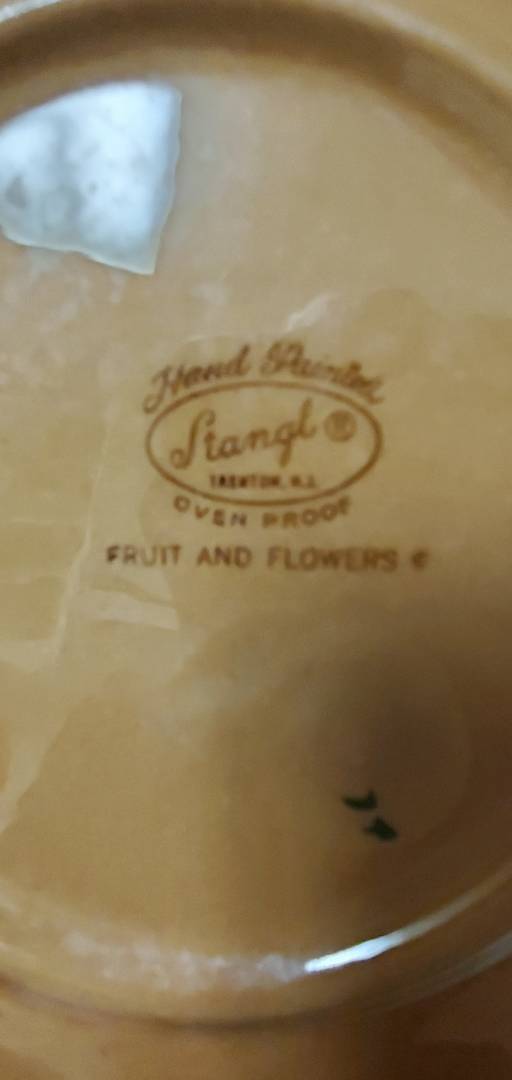 Hand Painted
Stangl ®
TRENTON, N.J.
OVEN PROOF
FRUIT AND FLOWERS ©